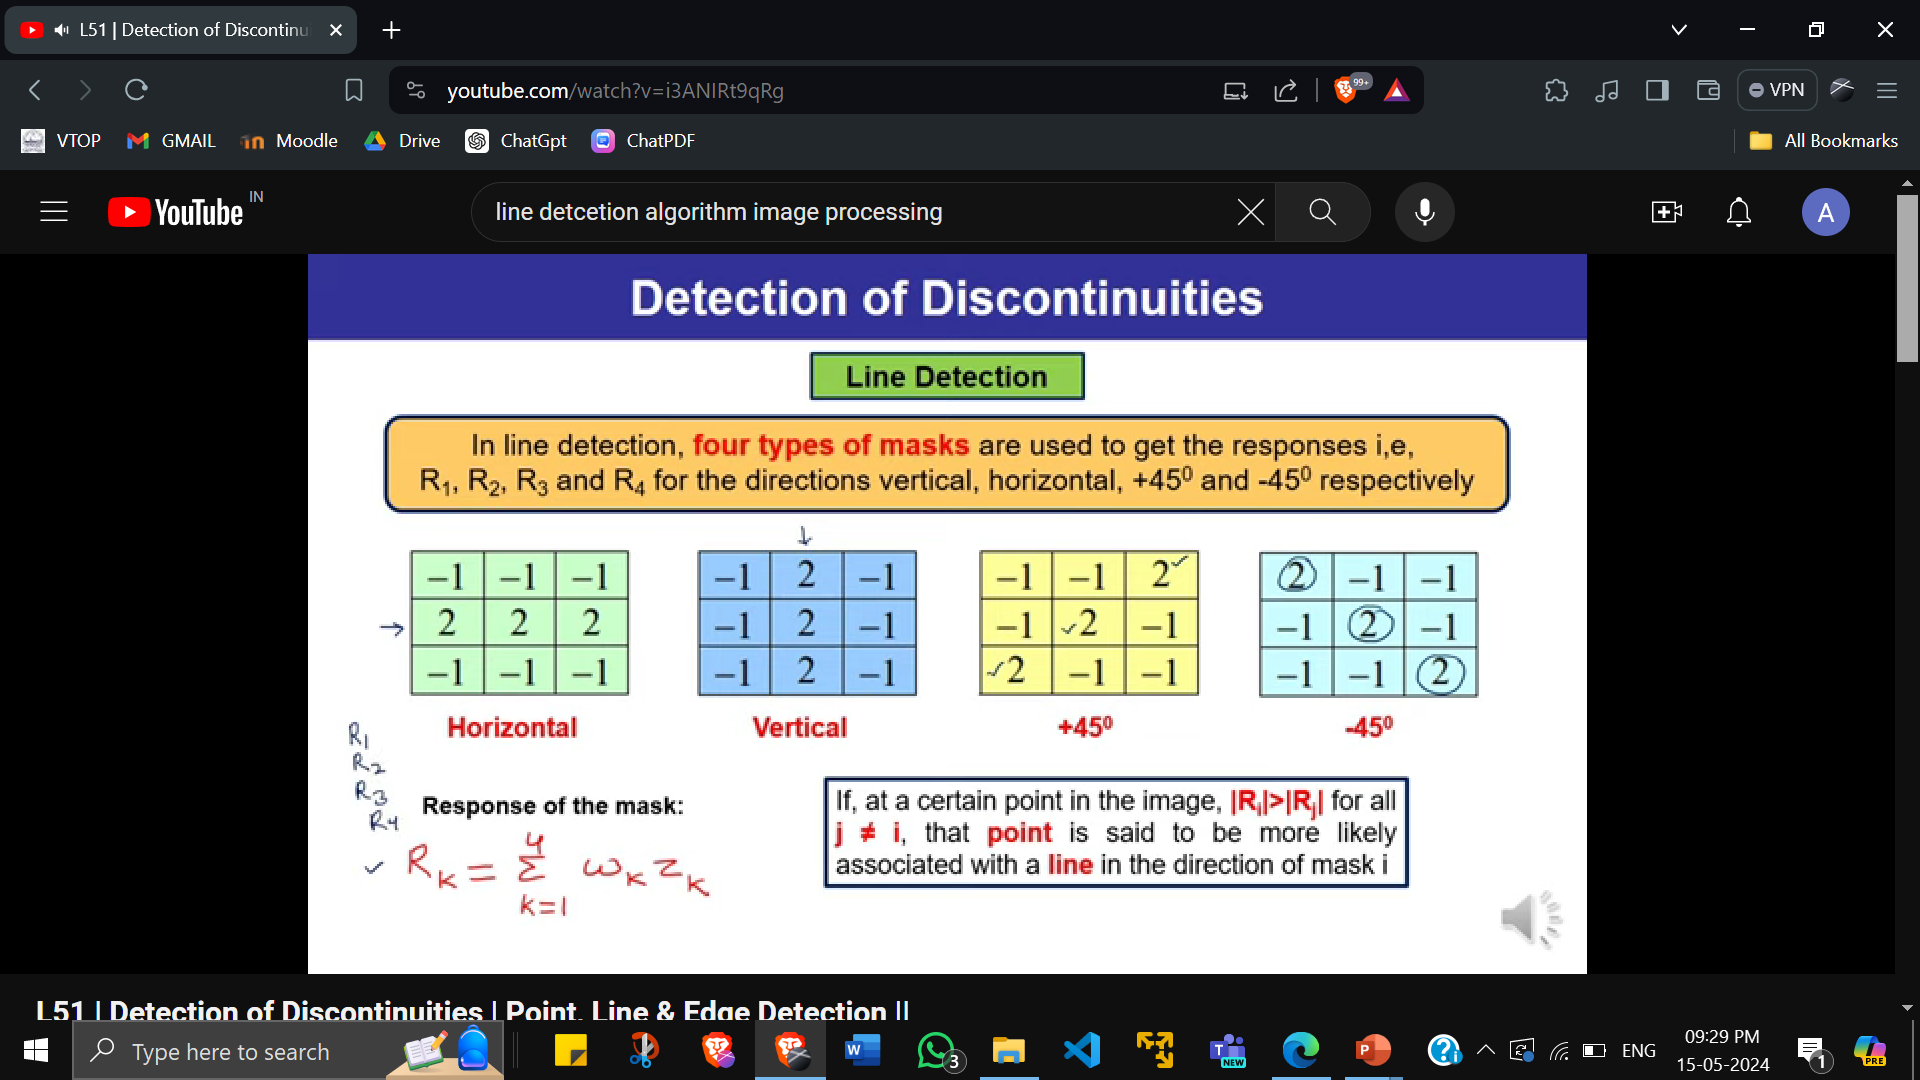 L51 | Detection of Discontinu
youtube.com/watch?v=i3ANIRt9qRg
99+
VPN
VTOP
GMAIL
Moodle
Drive
ChatGpt
ChatPDF
All Bookmarks
YouTube IN
line detcetion algorithm image processing
A
Detection of Discontinuities
Line Detection
In line detection, four types of masks are used to get the responses i,e,
R₁, R₂, R₃ and R₄ for the directions vertical, horizontal, +45⁰ and -45⁰ respectively
−1 −1 −1
2 2 2
−1 −1 −1
Horizontal
−1 2 −1
−1 2 −1
−1 2 −1
Vertical
−1 −1 2
−1 2 −1
2 −1 −1
+45⁰
2 −1 −1
−1 2 −1
−1 −1 2
-45⁰
R1
R2
R3
R4
Response of the mask:
Rk = 4 Σ k=1 ωk zk
If, at a certain point in the image, |Rᵢ|>|Rⱼ| for all
j ≠ i, that point is said to be more likely
associated with a line in the direction of mask i
L51 | Detection of Discontinuities | Point, Line & Edge Detection ||
Type here to search
W
3
NEW
P
ENG
09:29 PM
15-05-2024
1
PRE